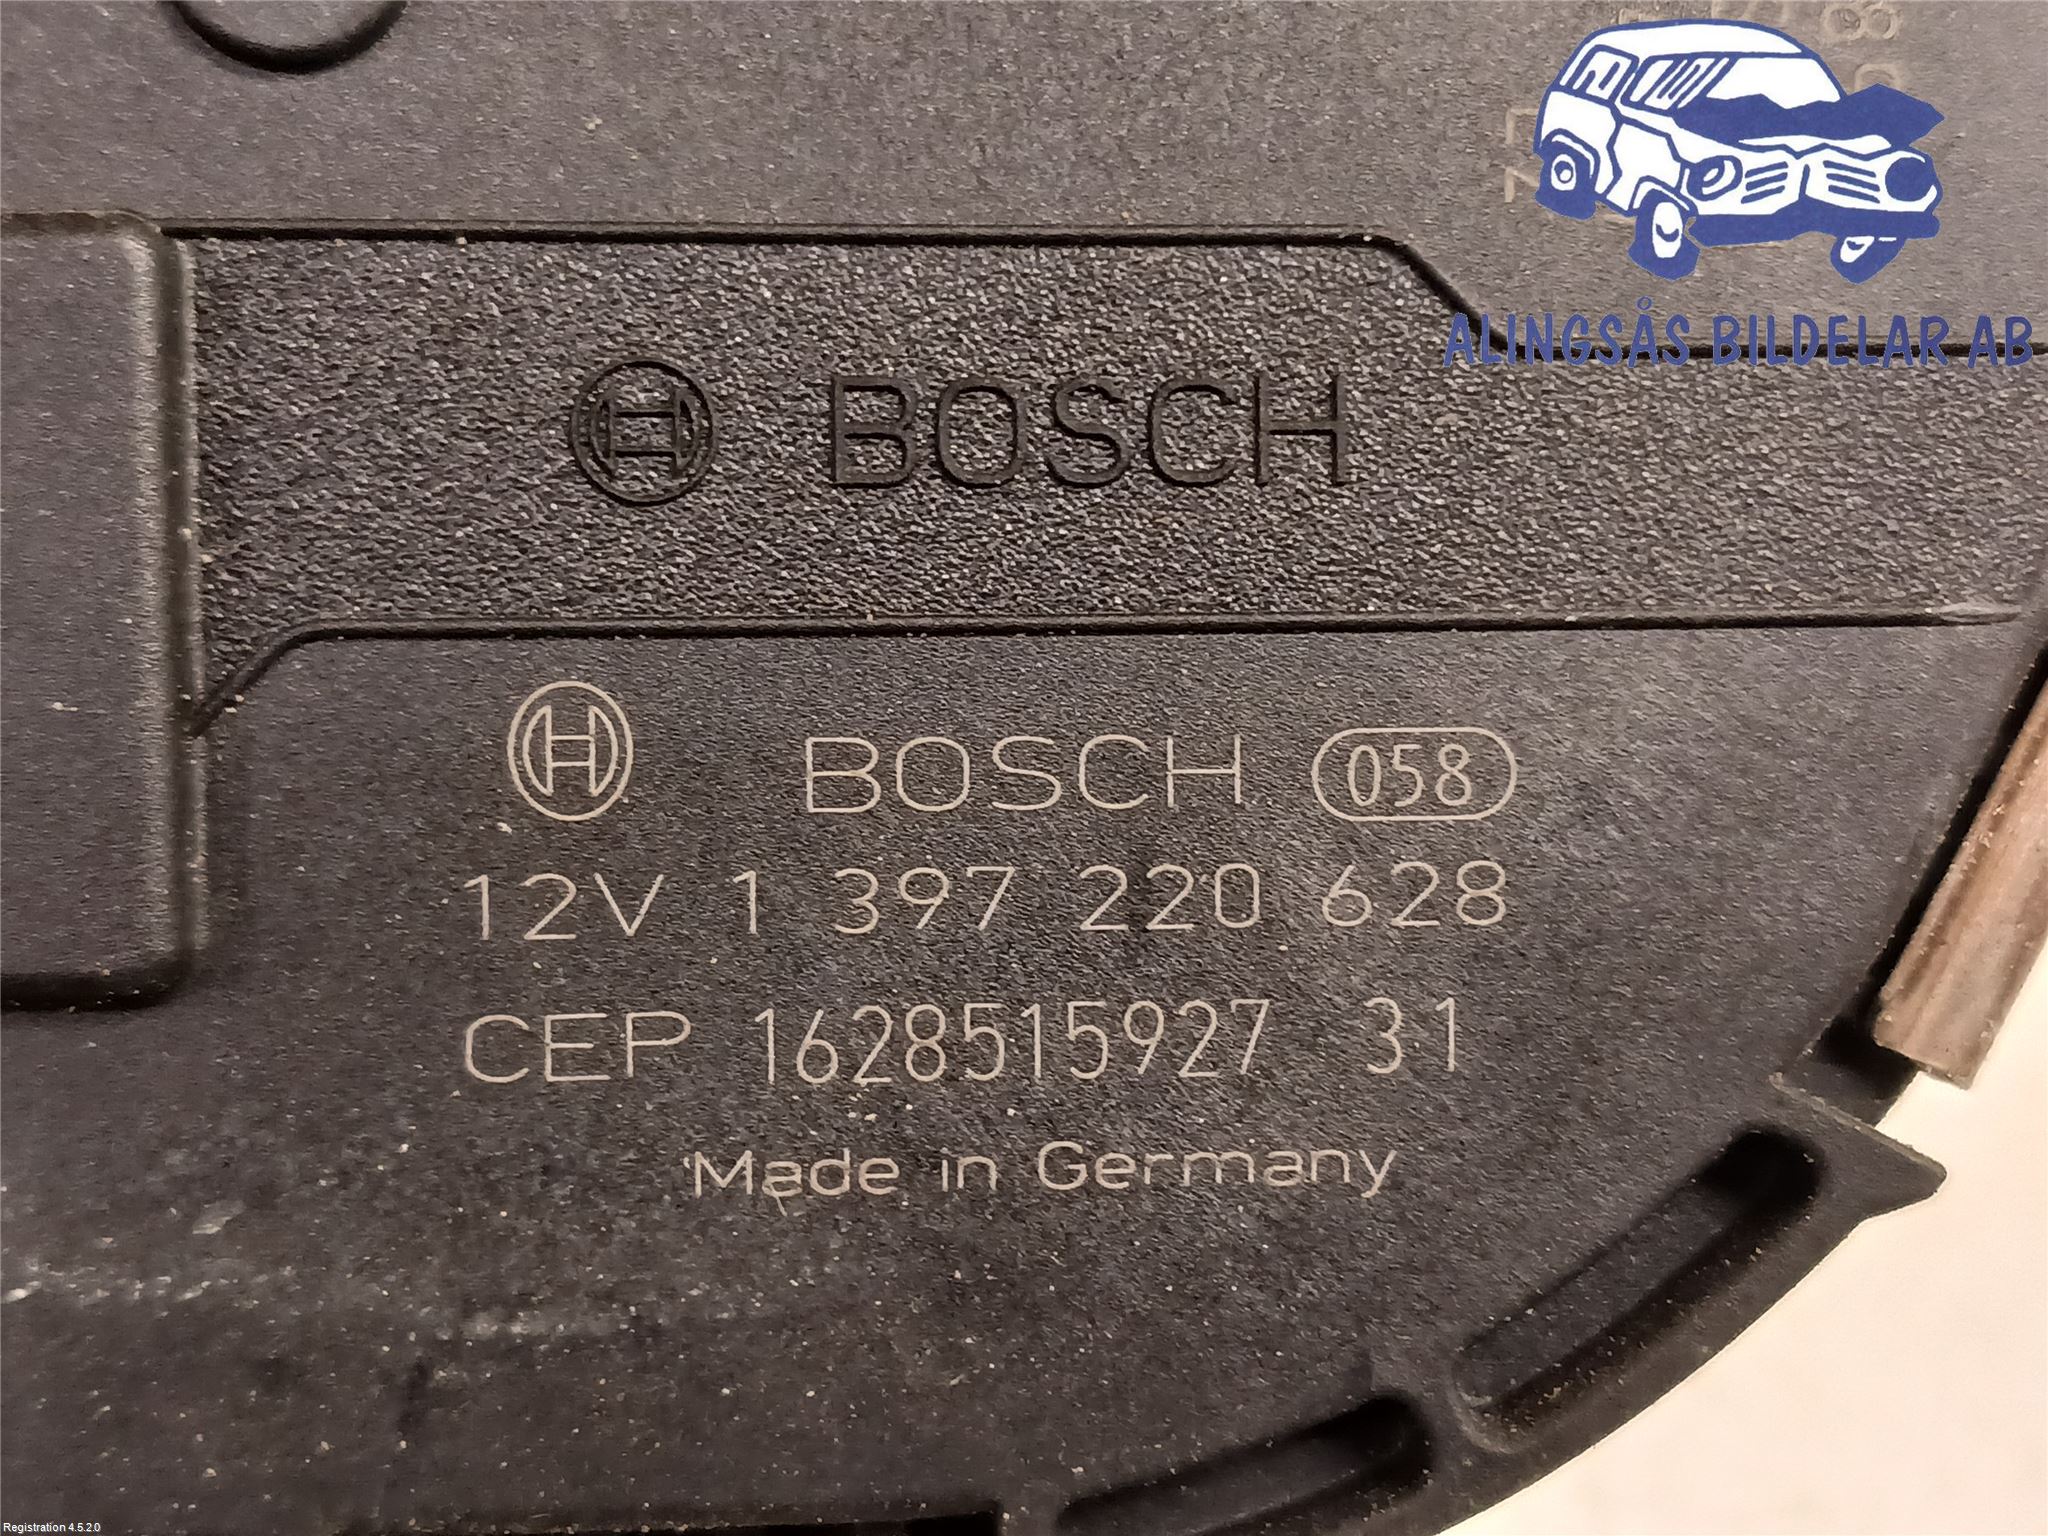 ALINGSÅS BILDELAR AB
BOSCH
BOSCH 058
12V 1 397 220 628
CEP 1628515927 31
Made in Germany
Registration 4.5.2.0